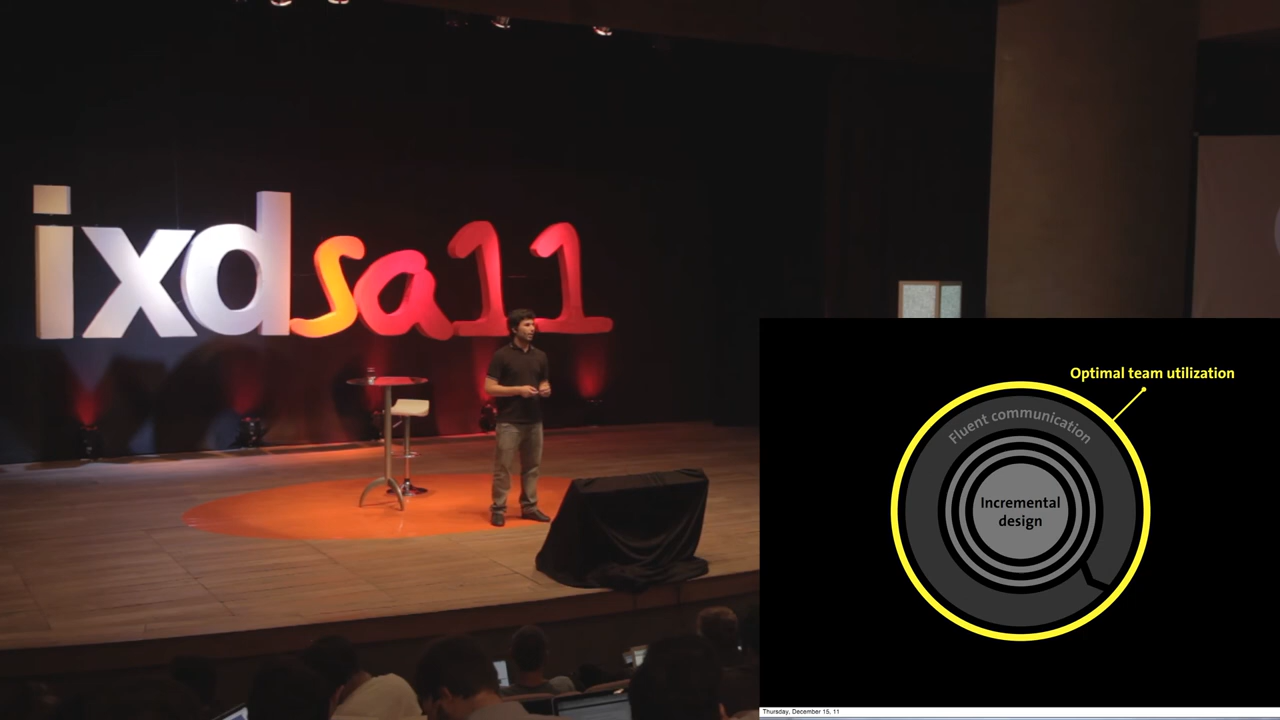 ixdsa11
Optimal team utilization
Fluent communication
Incremental
design
Thursday, December 15, 11